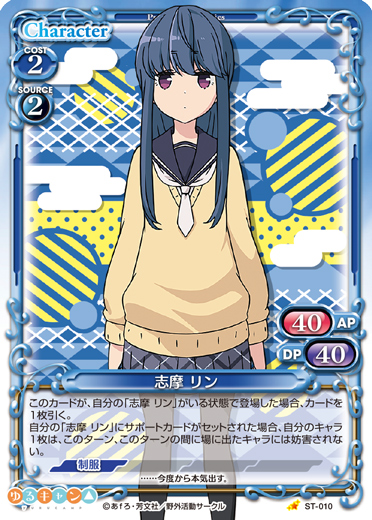 Character
COST
2
SOURCE
2
40 AP
DP 40
志摩 リン
このカードが、自分の「志摩 リン」がいる状態で登場した場合、カードを
1枚引く。
自分の「志摩 リン」にサポートカードがセットされた場合、自分のキャラ
1枚は、このターン、このターンの間に場に出たキャラには妨害されな
い。
制服
……今度から本気出す。
ゆるキャン△
©あfろ・芳文社／野外活動サークル
ST-010